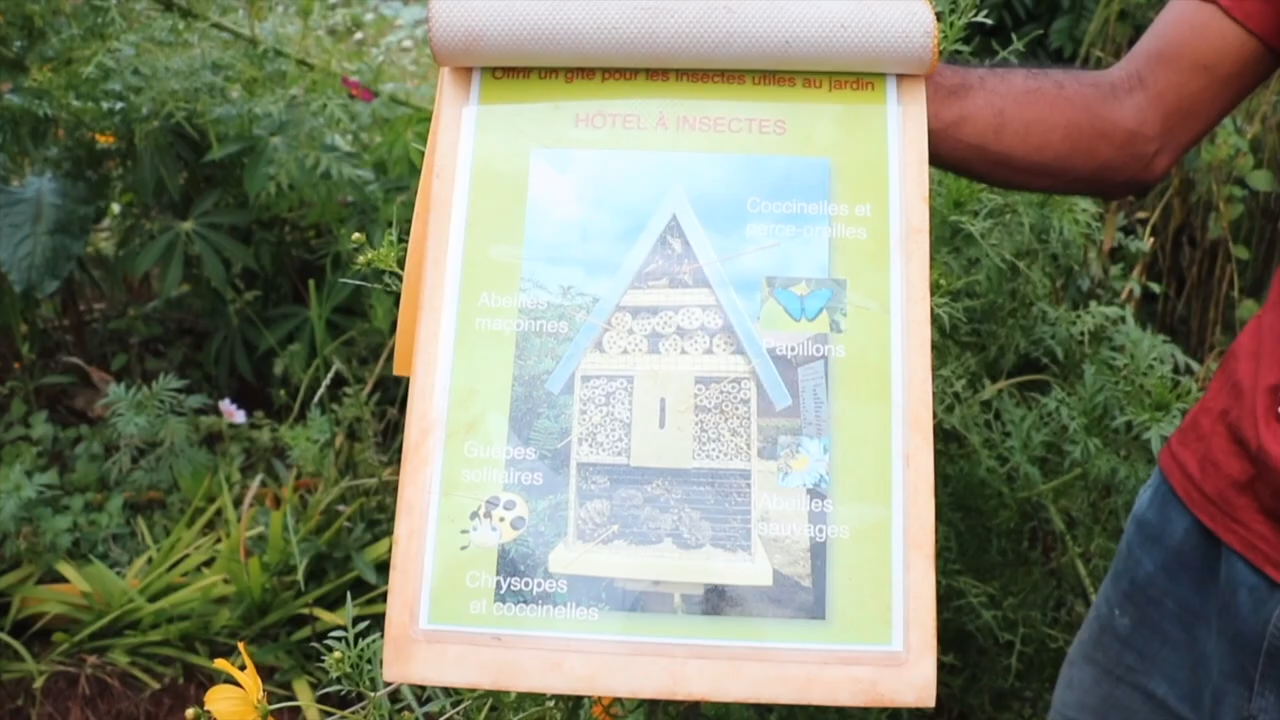 Offrir un gîte pour les insectes utiles au jardin
HÔTEL À INSECTES
Coccinelles et
perce-oreilles
Abeilles
maçonnes
Papillons
Guêpes
solitaires
Abeilles
sauvages
Chrysopes
et coccinelles